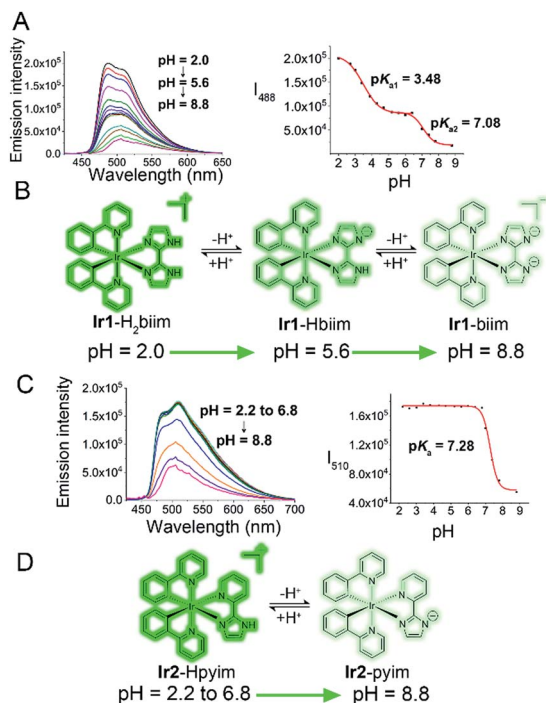 A
Emission intensity
2.0x10⁵
1.5x10⁵
1.0x10⁵
5.0x10⁴
0.0
450 500 550 600 650
Wavelength (nm)
pH = 2.0
pH = 5.6
pH = 8.8
I₄₈₈
2.0x10⁵
1.5x10⁵
1.0x10⁵
5.0x10⁴
2 3 4 5 6 7 8 9
pH
pKa1 = 3.48
pKa2 = 7.08
B
N N NH
Ir
N N NH
+
-H⁺
+H⁺
N N N ⊖
Ir
N N NH
-H⁺
+H⁺
N N N ⊖
Ir
N N N ⊖
Ir1-H₂biim Ir1-Hbiim Ir1-biim
pH = 2.0 pH = 5.6 pH = 8.8
C
Emission intensity
2.0x10⁵
1.5x10⁵
1.0x10⁵
5.0x10⁴
0.0
450 500 550 600 650 700
Wavelength (nm)
pH = 2.2 to 6.8
pH = 8.8
I₅₁₀
1.6x10⁵
1.2x10⁵
8.0x10⁴
4.0x10⁴
2 3 4 5 6 7 8 9
pH
pKa = 7.28
D
N N
Ir
N N NH
+
-H⁺
+H⁺
N N
Ir
N N N ⊖
Ir2-Hpyim Ir2-pyim
pH = 2.2 to 6.8 pH = 8.8